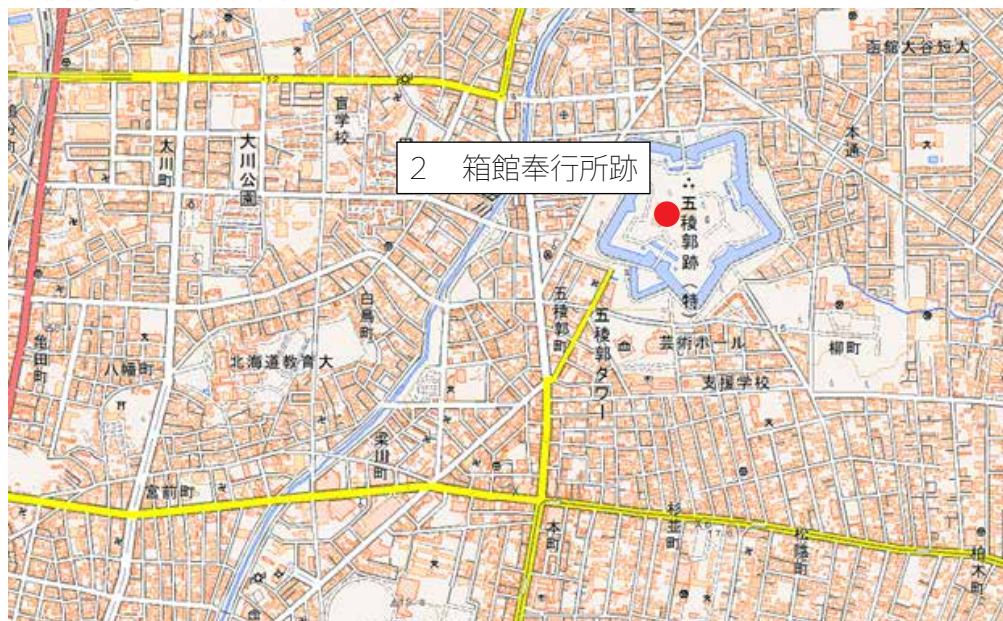 函館大谷短大
12
盲学校
大川町
大川公園
本通
2 箱館奉行所跡
∴五稜郭跡(特)
白鳥町
五稜郭町
五稜郭タワー
芸術ホール
柳町
亀田町
八幡町
北海道教育大
支援学校
梁川町
宮前町
本町
杉並町
松陰町
柏木町